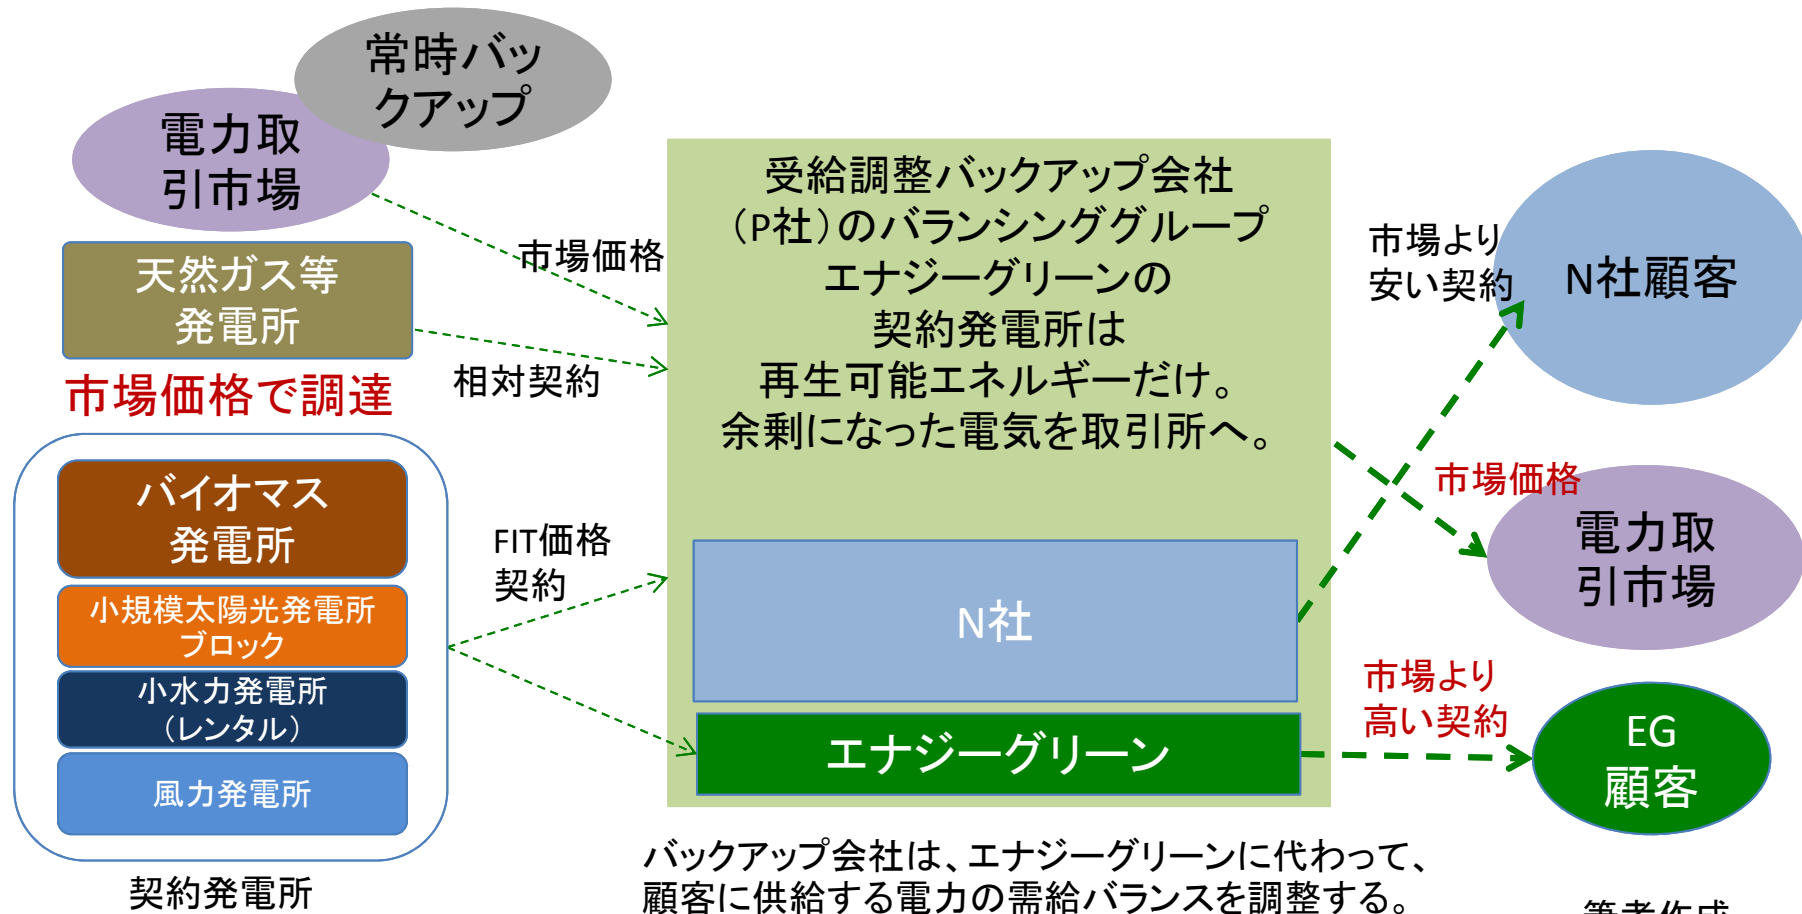 常時バッ
クアップ
電力取
引市場
天然ガス等
発電所
市場価格で調達
バイオマス
発電所
小規模太陽光発電所
ブロック
小水力発電所
（レンタル）
風力発電所
契約発電所
市場価格
相対契約
FIT価格
契約
受給調整バックアップ会社
（P社）のバランシンググループ
エナジーグリーンの
契約発電所は
再生可能エネルギーだけ。
余剰になった電気を取引所へ。
N社
エナジーグリーン
バックアップ会社は、エナジーグリーンに代わって、
顧客に供給する電力の需給バランスを調整する。
市場より
安い契約
N社顧客
市場価格
電力取
引市場
市場より
高い契約
EG
顧客
筆者作成